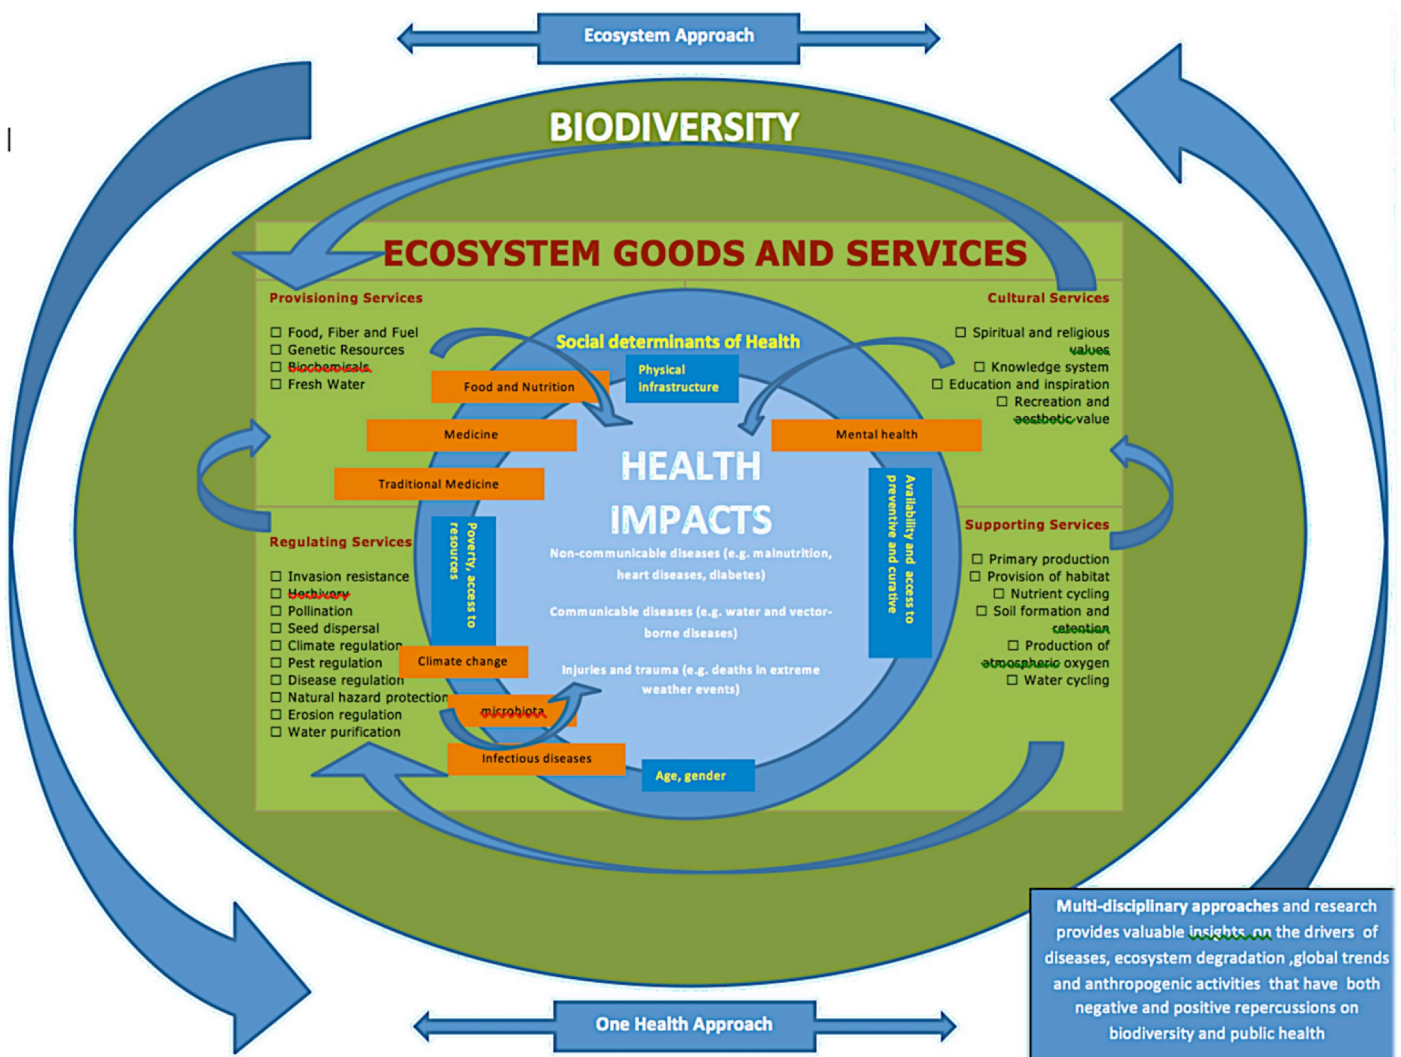 Ecosystem Approach
BIODIVERSITY
ECOSYSTEM GOODS AND SERVICES
Provisioning Services
☐ Food, Fiber and Fuel
☐ Genetic Resources
☐ Biochemicals
☐ Fresh Water
Cultural Services
☐ Spiritual and religious
values
☐ Knowledge system
☐ Education and inspiration
☐ Recreation and
aesthetic value
Social determinants of Health
Physical
infrastructure
Food and Nutrition
Medicine
Traditional Medicine
Mental health
HEALTH
IMPACTS
Non-communicable diseases (e.g. malnutrition,
heart diseases, diabetes)
Communicable diseases (e.g. water and vector-
borne diseases)
Injuries and trauma (e.g. deaths in extreme
weather events)
Poverty, access to
resources
Availability and access to
preventive and curative
Regulating Services
☐ Invasion resistance
☐ Herbivory
☐ Pollination
☐ Seed dispersal
☐ Climate regulation
☐ Pest regulation
☐ Disease regulation
☐ Natural hazard protection
☐ Erosion regulation
☐ Water purification
Supporting Services
☐ Primary production
☐ Provision of habitat
☐ Nutrient cycling
☐ Soil formation and
retention
☐ Production of
atmospheric oxygen
☐ Water cycling
Climate change
microbiota
Infectious diseases
Age, gender
One Health Approach
Multi-disciplinary approaches and research
provides valuable insights on the drivers of
diseases, ecosystem degradation ,global trends
and anthropogenic activities that have both
negative and positive repercussions on
biodiversity and public health